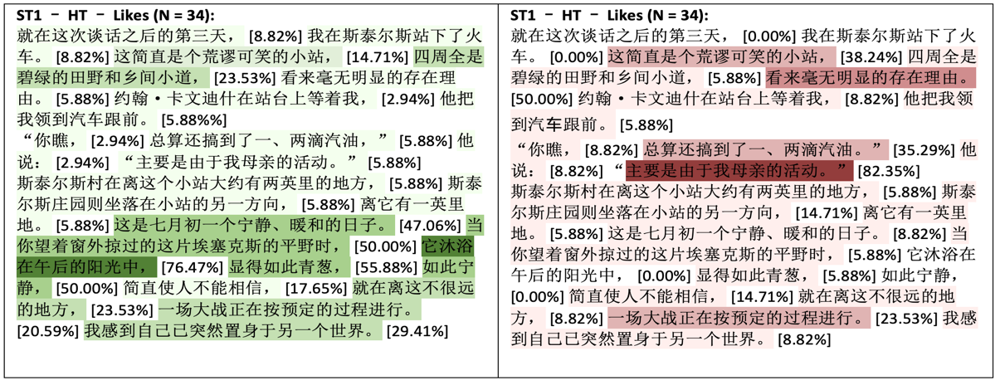 ST1 – HT – Likes (N = 34):
就在这次谈话之后的第三天， [8.82%] 我在斯泰尔斯站下了火
车。 [8.82%] 这简直是个荒谬可笑的小站， [14.71%] 四周全是
碧绿的田野和乡间小道， [23.53%] 看来毫无明显的存在理
由。 [5.88%] 约翰·卡文迪什在站台上等着我， [2.94%] 他把
我领到汽车跟前。 [5.88%%]
“你瞧， [2.94%] 总算还搞到了一、两滴汽油，” [5.88%] 他
说： [2.94%] “主要是由于我母亲的活动。” [5.88%]
斯泰尔斯村在离这个小站大约有两英里的地方， [5.88%] 斯泰
尔斯庄园则坐落在小站的另一方向， [5.88%] 离它有一英里
地。 [5.88%] 这是七月初一个宁静、暖和的日子。 [47.06%] 当
你望着窗外掠过的这片埃塞克斯的平野时， [50.00%] 它沐浴
在午后的阳光中， [76.47%] 显得如此青葱， [55.88%] 如此宁
静， [50.00%] 简直使人不能相信， [17.65%] 就在离这不很远
的地方， [23.53%] 一场大战正在按预定的过程进行。
[20.59%] 我感到自己已突然置身于另一个世界。 [29.41%]
ST1 – HT – Likes (N = 34):
就在这次谈话之后的第三天， [0.00%] 我在斯泰尔斯站下了火
车。 [0.00%] 这简直是个荒谬可笑的小站， [38.24%] 四周全是
碧绿的田野和乡间小道， [5.88%] 看来毫无明显的存在理由。
[50.00%] 约翰·卡文迪什在站台上等着我， [8.82%] 他把我领
到汽车跟前。 [5.88%]
“你瞧， [8.82%] 总算还搞到了一、两滴汽油。” [35.29%] 他
说： [8.82%] “主要是由于我母亲的活动。” [82.35%]
斯泰尔斯村在离这个小站大约有两英里的地方， [5.88%] 斯泰
尔斯庄园则坐落在小站的另一方向， [14.71%] 离它有一英里
地。 [5.88%] 这是七月初一个宁静、暖和的日子。 [8.82%] 当
你望着窗外掠过的这片埃塞克斯的平野时， [5.88%] 它沐浴在
午后的阳光中， [0.00%] 显得如此青葱， [5.88%] 如此宁静，
[0.00%] 简直使人不能相信， [14.71%] 就在离这不很远的地
方， [8.82%] 一场大战正在按预定的过程进行。 [23.53%] 我感
到自己已突然置身于另一个世界。 [8.82%]